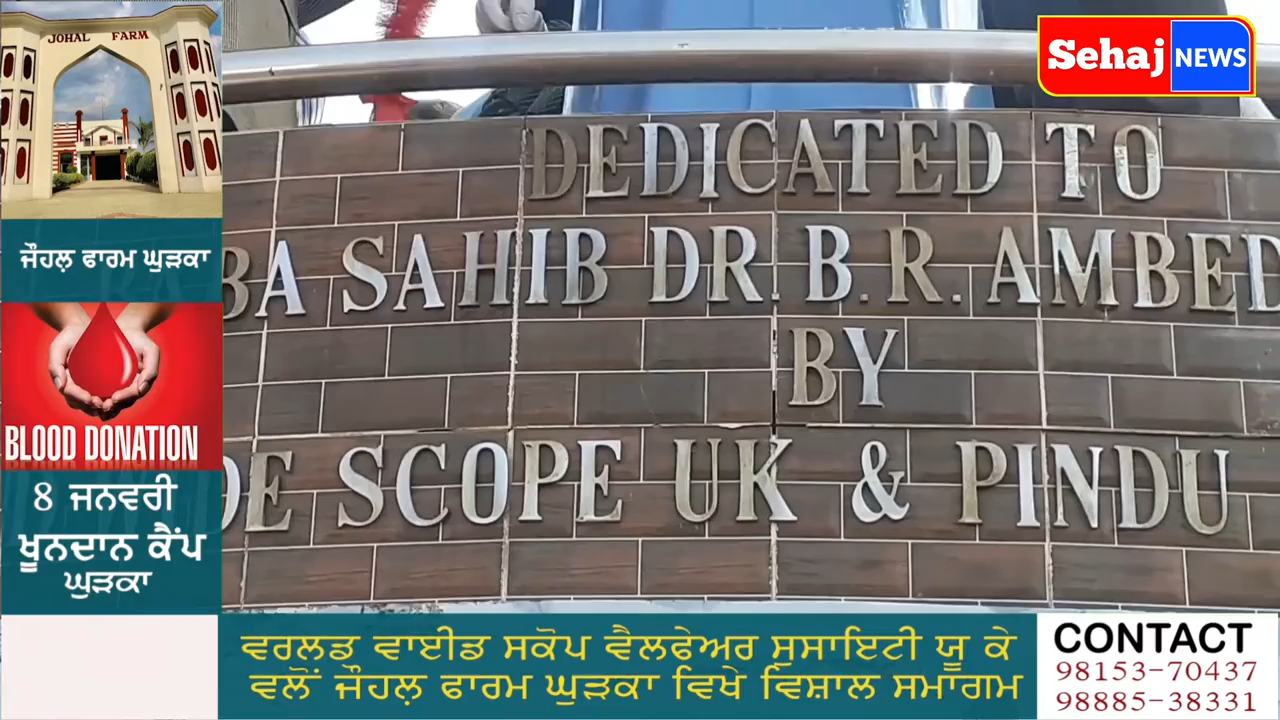 JOHAL FARM
ਜੌਹਲ਼ ਫਾਰਮ ਘੁੜਕਾ
BLOOD DONATION
8 ਜਨਵਰੀ
ਖੂਨਦਾਨ ਕੈਂਪ
ਘੁੜਕਾ
Sehaj NEWS
DEDICATED TO
BA SAHIB DR. B. R. AMBED
BY
DE SCOPE UK & PINDU
ਵਰਲਡ ਵਾਈਡ ਸਕੋਪ ਵੈਲਫੇਅਰ ਸੁਸਾਇਟੀ ਯੂ ਕੇ
ਵਲੋਂ ਜੌਹਲ਼ ਫਾਰਮ ਘੁੜਕਾ ਵਿਖੇ ਵਿਸ਼ਾਲ ਸਮਾਗਮ
CONTACT
98153-70437
98885-38331